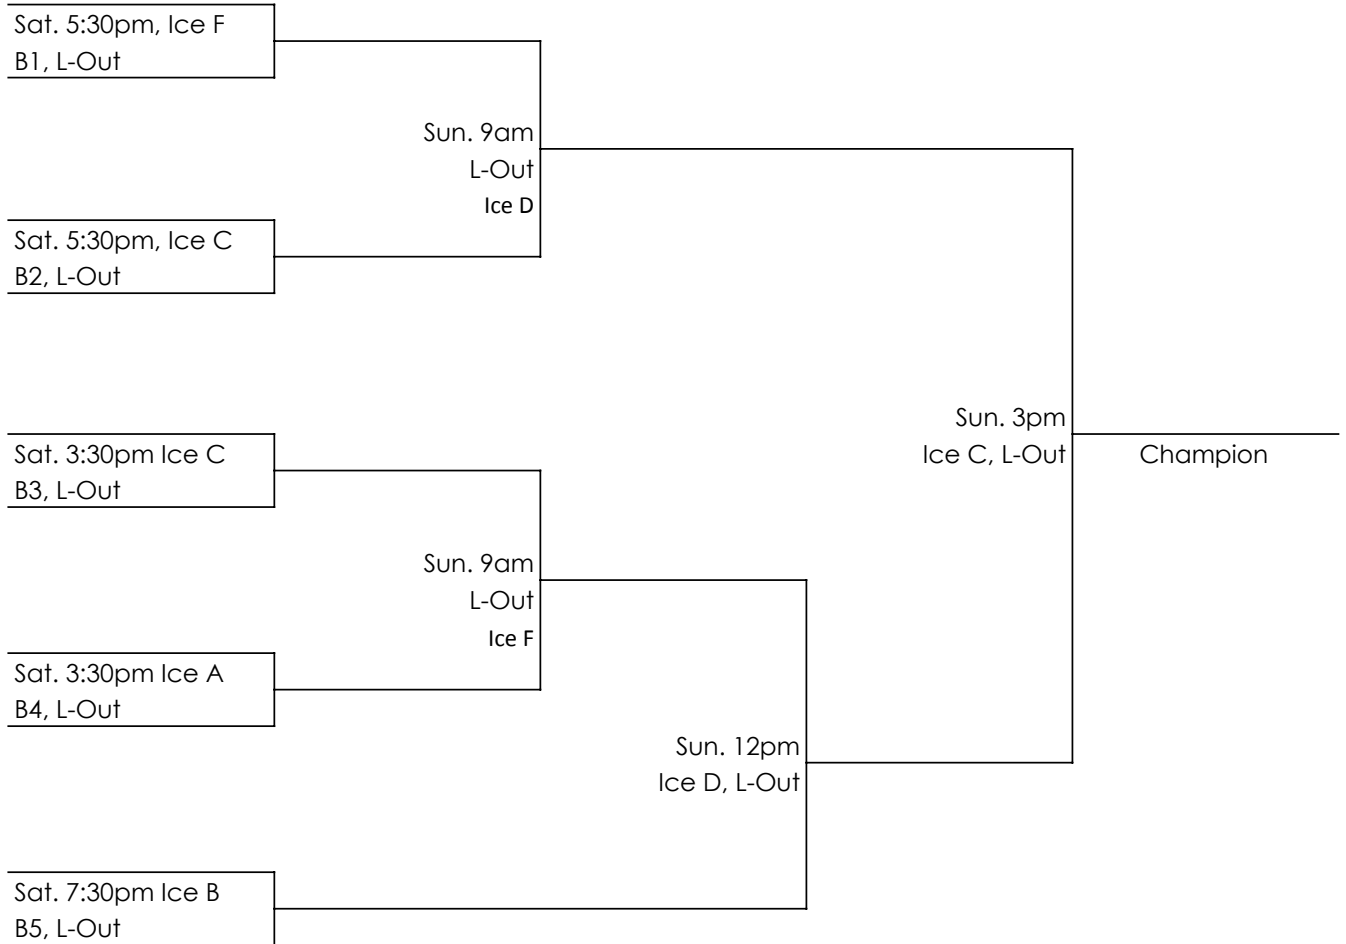 Sat. 5:30pm, Ice F
B1, L-Out
Sun. 9am
L-Out
Ice D
Sat. 5:30pm, Ice C
B2, L-Out
Sun. 3pm
Ice C, L-Out
Champion
Sat. 3:30pm Ice C
B3, L-Out
Sun. 9am
L-Out
Ice F
Sat. 3:30pm Ice A
B4, L-Out
Sun. 12pm
Ice D, L-Out
Sat. 7:30pm Ice B
B5, L-Out